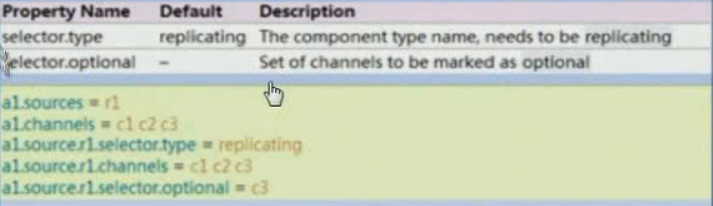 Property Name Default Description
selector.type replicating The component type name, needs to be replicating
selector.optional – Set of channels to be marked as optional
a1.sources = r1
a1.channels = c1 c2 c3
a1.source.r1.selector.type = replicating
a1.source.r1.channels = c1 c2 c3
a1.source.r1.selector.optional = c3